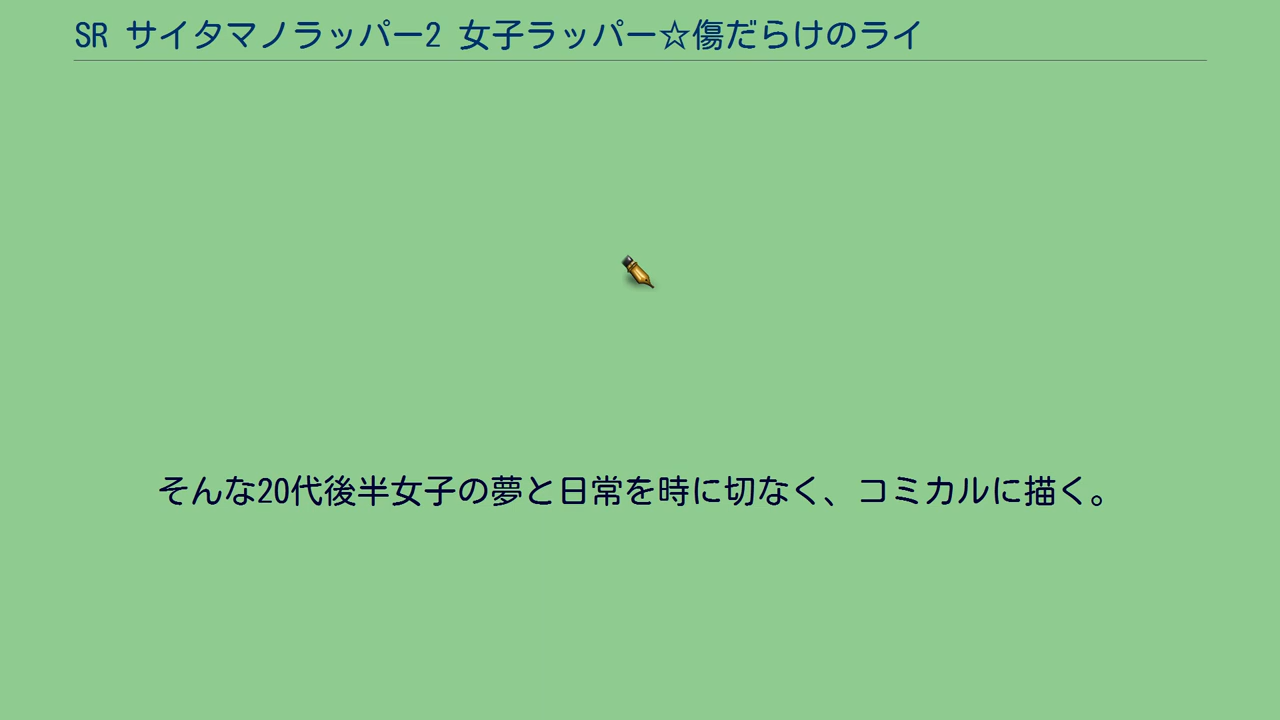 SR サイタマノラッパー2 女子ラッパー☆傷だらけのライ
そんな20代後半女子の夢と日常を時に切なく、コミカルに描く。